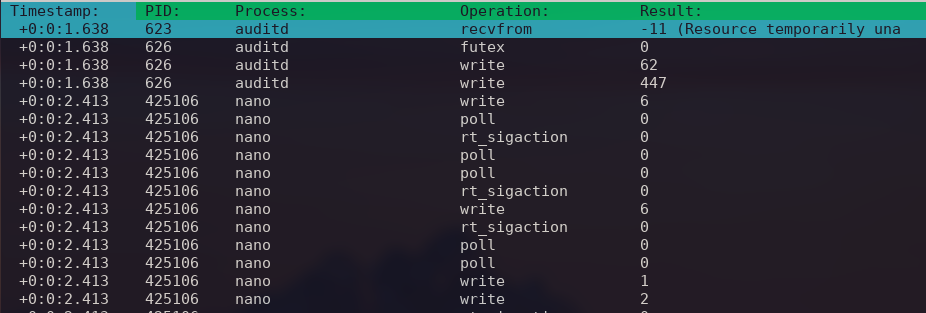 Timestamp: PID: Process: Operation: Result:
+0:0:1.638 623 auditd recvfrom -11 (Resource temporarily una
+0:0:1.638 626 auditd futex 0
+0:0:1.638 626 auditd write 62
+0:0:1.638 626 auditd write 447
+0:0:2.413 425106 nano write 6
+0:0:2.413 425106 nano poll 0
+0:0:2.413 425106 nano rt_sigaction 0
+0:0:2.413 425106 nano poll 0
+0:0:2.413 425106 nano poll 0
+0:0:2.413 425106 nano rt_sigaction 0
+0:0:2.413 425106 nano write 6
+0:0:2.413 425106 nano rt_sigaction 0
+0:0:2.413 425106 nano poll 0
+0:0:2.413 425106 nano poll 0
+0:0:2.413 425106 nano write 1
+0:0:2.413 425106 nano write 2